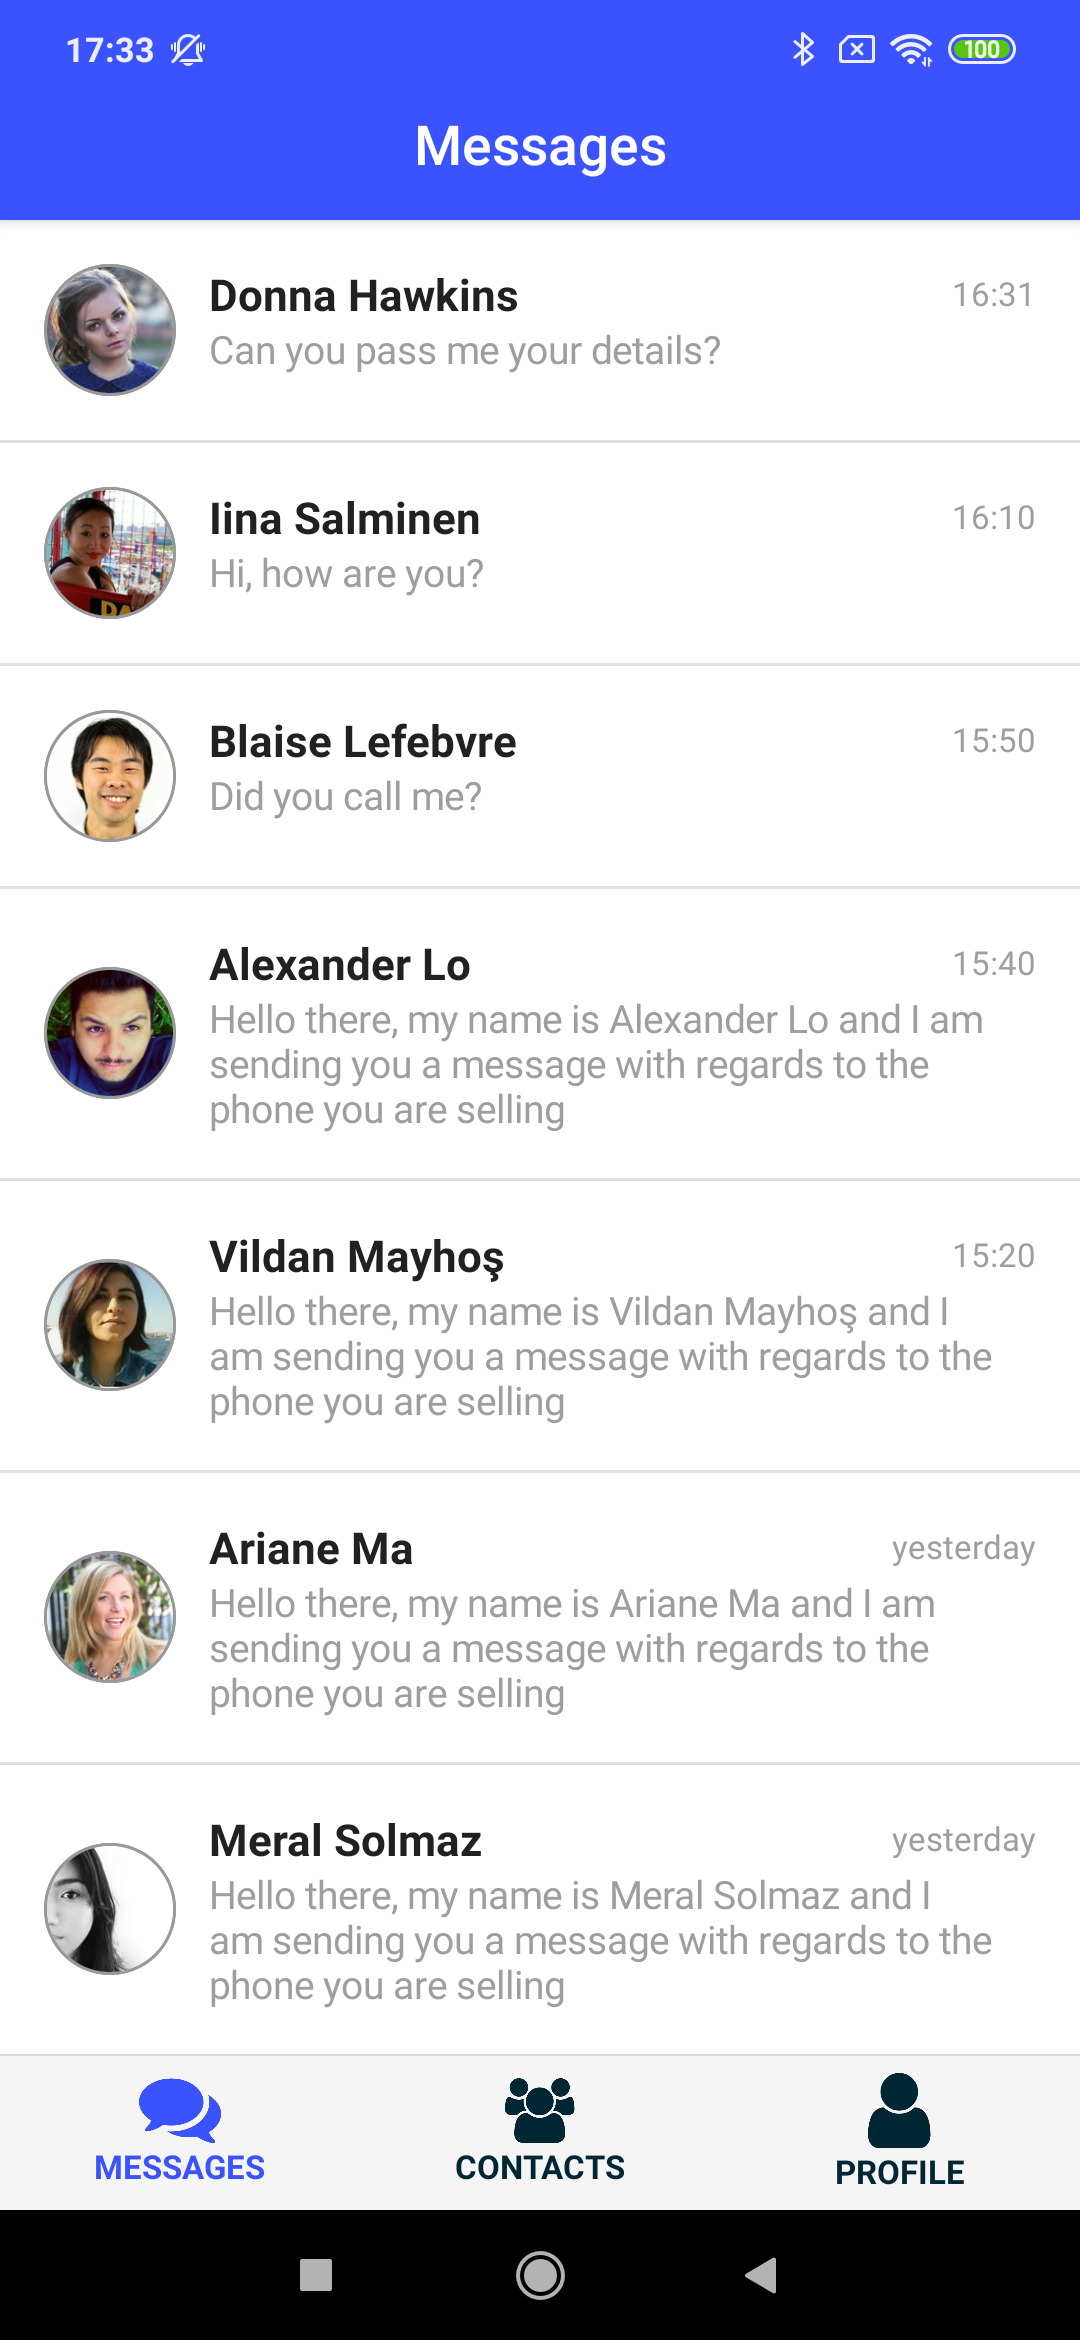 17:33
100
Messages
Donna Hawkins
16:31
Can you pass me your details?
Iina Salminen
16:10
Hi, how are you?
Blaise Lefebvre
15:50
Did you call me?
Alexander Lo
15:40
Hello there, my name is Alexander Lo and I am
sending you a message with regards to the
phone you are selling
Vildan Mayhoş
15:20
Hello there, my name is Vildan Mayhoş and I
am sending you a message with regards to the
phone you are selling
Ariane Ma
yesterday
Hello there, my name is Ariane Ma and I am
sending you a message with regards to the
phone you are selling
Meral Solmaz
yesterday
Hello there, my name is Meral Solmaz and I
am sending you a message with regards to the
phone you are selling
MESSAGES
CONTACTS
PROFILE